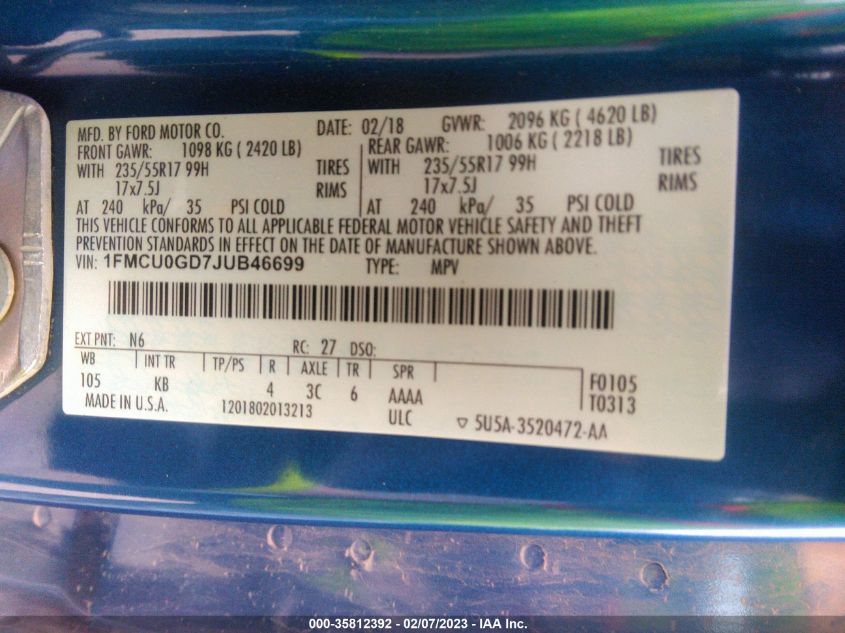 MFD. BY FORD MOTOR CO. DATE: 02/18 GVWR: 2096 KG ( 4620 LB)
FRONT GAWR: 1098 KG ( 2420 LB) REAR GAWR: 1006 KG ( 2218 LB)
WITH 235/55R17 99H TIRES WITH 235/55R17 99H TIRES
17x7.5J RIMS 17x7.5J RIMS
AT 240 kPa/ 35 PSI COLD AT 240 kPa/ 35 PSI COLD
THIS VEHICLE CONFORMS TO ALL APPLICABLE FEDERAL MOTOR VEHICLE SAFETY AND THEFT
PREVENTION STANDARDS IN EFFECT ON THE DATE OF MANUFACTURE SHOWN ABOVE.
VIN: 1FMCU0GD7JUB46699 TYPE: MPV
EXT PNT: N6 RC: 27 DSO:
WB INT TR TP/PS R AXLE TR SPR
105 KB 4 3C 6 AAAA F0105
MADE IN U.S.A. 1201802013213 ULC T0313
▽ 5U5A-3520472-AA
000-35812392 - 02/07/2023 - IAA Inc.